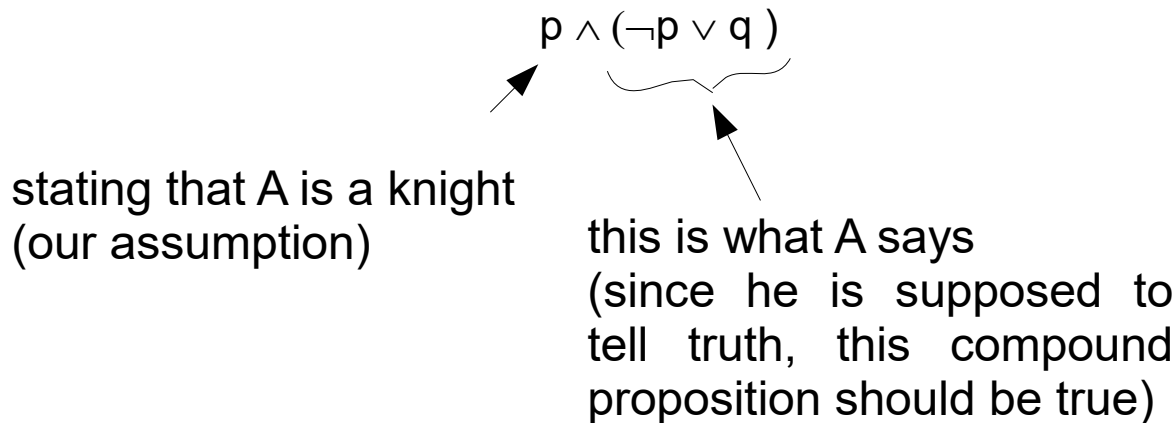 p ∧ (¬p ∨ q )
stating that A is a knight
(our assumption)
this is what A says
(since he is supposed to
tell truth, this compound
proposition should be true)